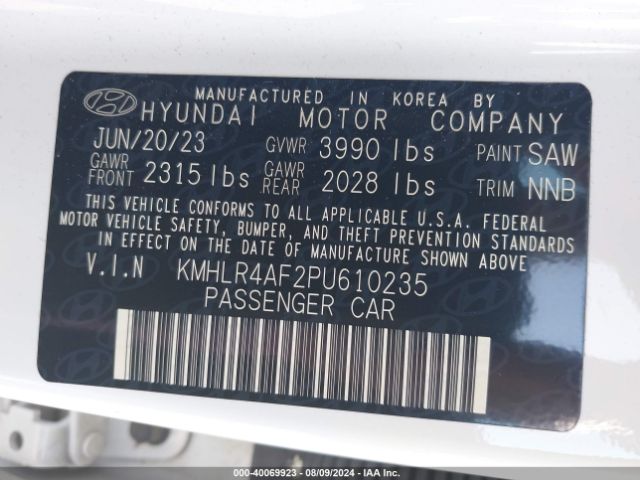 MANUFACTURED IN KOREA BY
HYUNDAI MOTOR COMPANY
JUN/20/23 GVWR 3990 lbs PAINT SAW
GAWR FRONT 2315 lbs GAWR REAR 2028 lbs TRIM NNB
THIS VEHICLE CONFORMS TO ALL APPLICABLE U.S.A. FEDERAL
MOTOR VEHICLE SAFETY, BUMPER, AND THEFT PREVENTION STANDARDS
IN EFFECT ON THE DATE OF MANUFACTURE SHOWN ABOVE.
V.I.N KMHLR4AF2PU610235
PASSENGER CAR
000-40069923 - 08/09/2024 - IAA Inc.